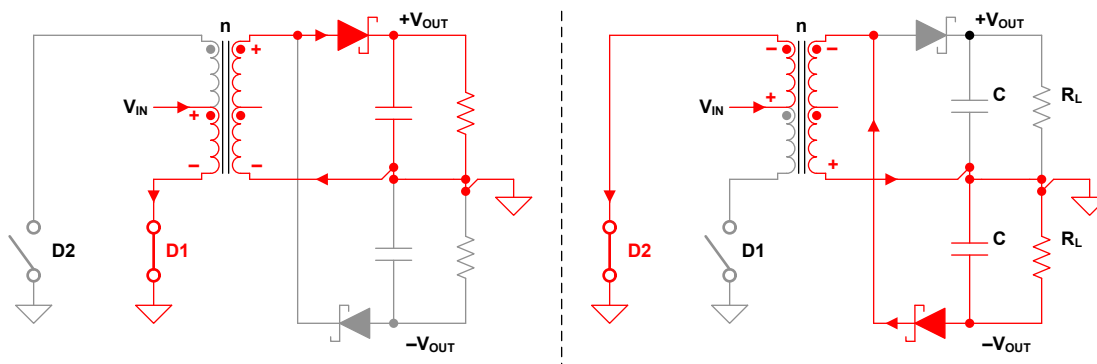 n
+VOUT
+
VIN
+
–
–
D2
D1
–VOUT
n
+VOUT
–
–
VIN
+
C
RL
+
D2
D1
C
RL
–VOUT